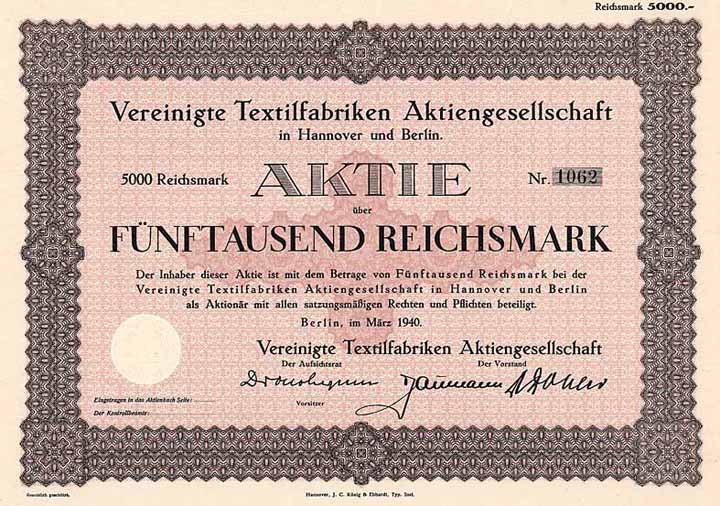 Reichsmark 5000.-
Vereinigte Textilfabriken Aktiengesellschaft
in Hannover und Berlin.
5000 Reichsmark AKTIE Nr. 1062
über
FÜNFTAUSEND REICHSMARK
Der Inhaber dieser Aktie ist mit dem Betrage von Fünftausend Reichsmark bei der
Vereinigte Textilfabriken Aktiengesellschaft in Hannover und Berlin
als Aktionär mit allen satzungsmäßigen Rechten und Pflichten beteiligt.
Berlin, im März 1940.
Vereinigte Textilfabriken Aktiengesellschaft
Der Aufsichtsrat Der Vorstand
Vorsitzer
Eingetragen in das Aktienbuch Seite:
Der Kontrollbeamte:
Gesetzlich geschützt.
Hannover, J. C. König & Ebhardt, Typ. Inst.